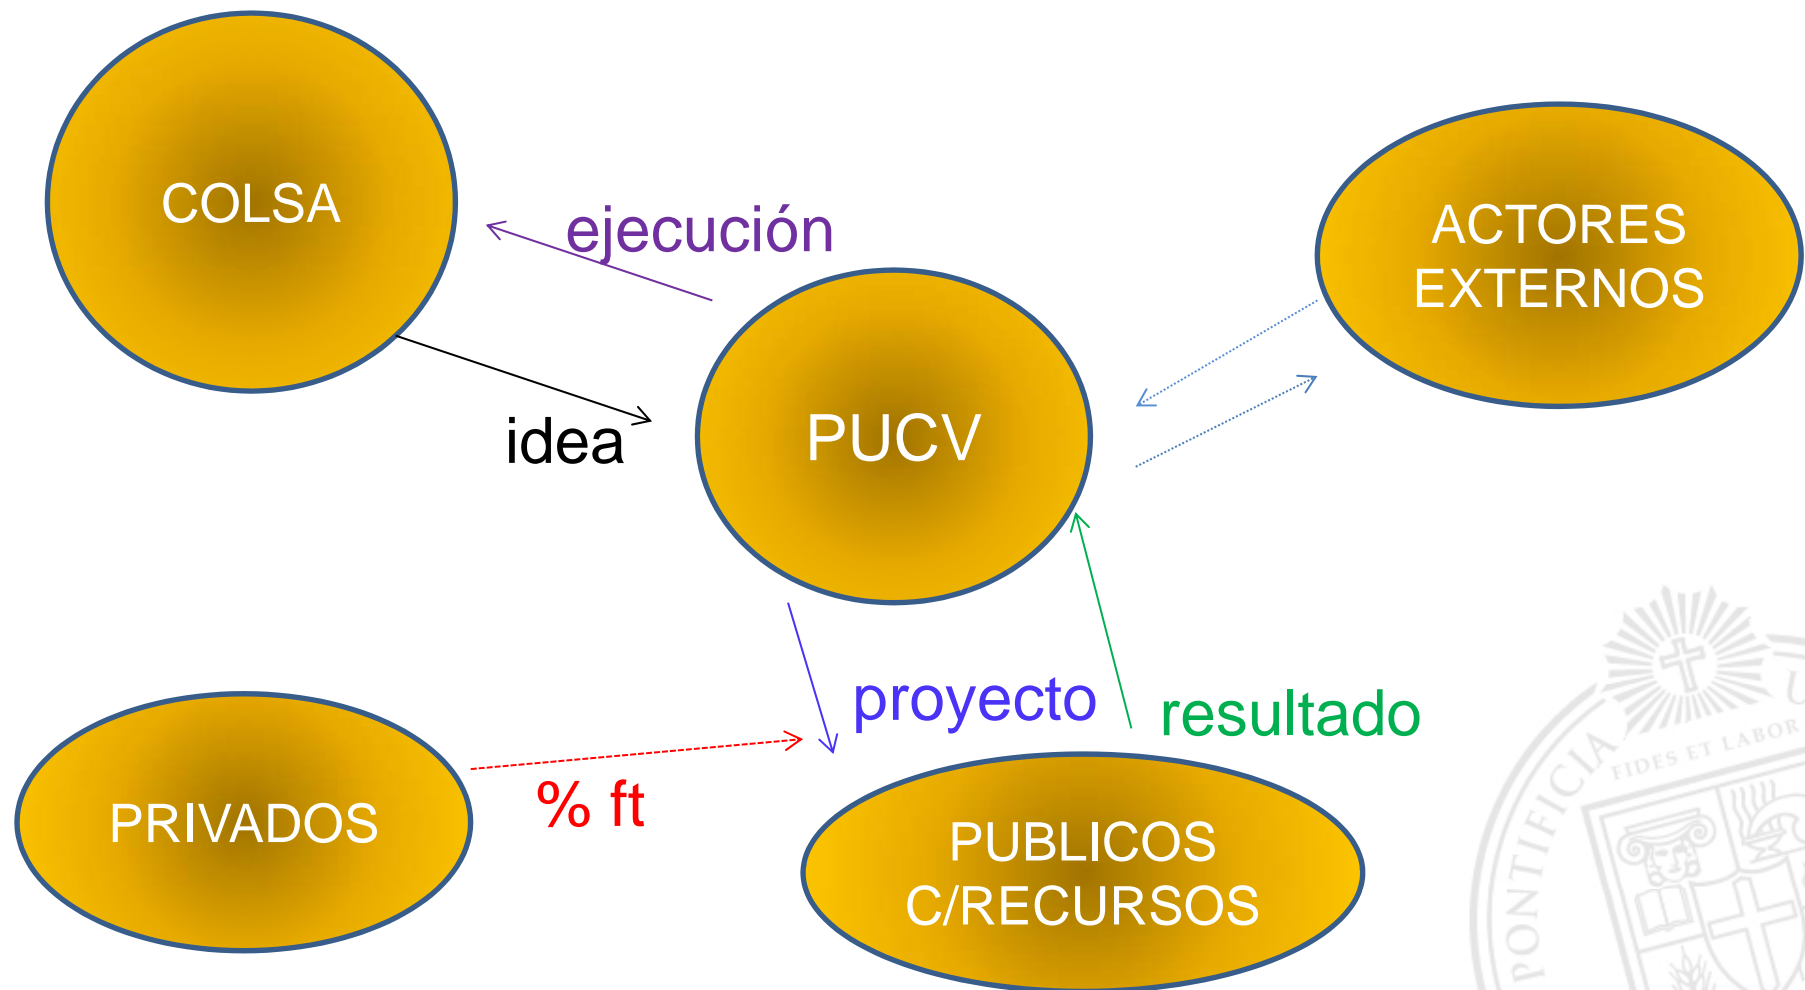 COLSA
ejecución
ACTORES
EXTERNOS
idea
PUCV
proyecto
resultado
PRIVADOS
% ft
PUBLICOS
C/RECURSOS
PONTIFICIA
FIDES ET LABOR